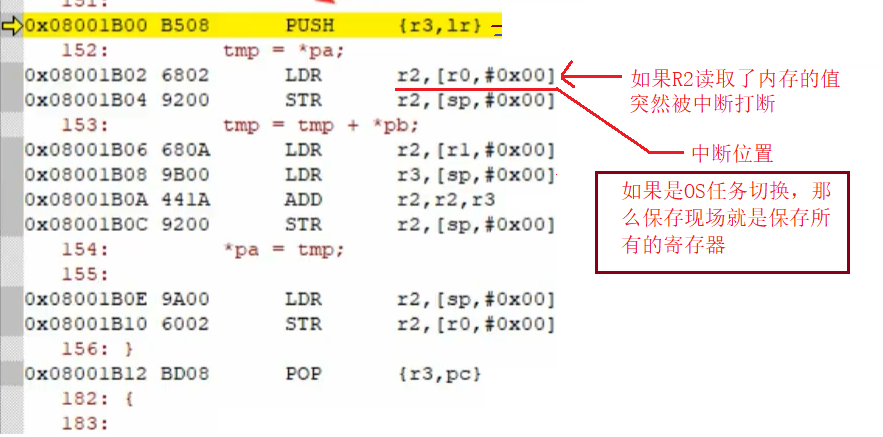 151:
0x08001B00 B508 PUSH {r3,lr}
152: tmp = *pa;
0x08001B02 6802 LDR r2,[r0,#0x00]
0x08001B04 9200 STR r2,[sp,#0x00]
153: tmp = tmp + *pb;
0x08001B06 680A LDR r2,[r1,#0x00]
0x08001B08 9B00 LDR r3,[sp,#0x00]
0x08001B0A 441A ADD r2,r2,r3
0x08001B0C 9200 STR r2,[sp,#0x00]
154: *pa = tmp;
155:
0x08001B0E 9A00 LDR r2,[sp,#0x00]
0x08001B10 6002 STR r2,[r0,#0x00]
156: }
0x08001B12 BD08 POP {r3,pc}
182: {
183:
如果R2读取了内存的值
突然被中断打断
中断位置
如果是OS任务切换，那
么保存现场就是保存所
有的寄存器